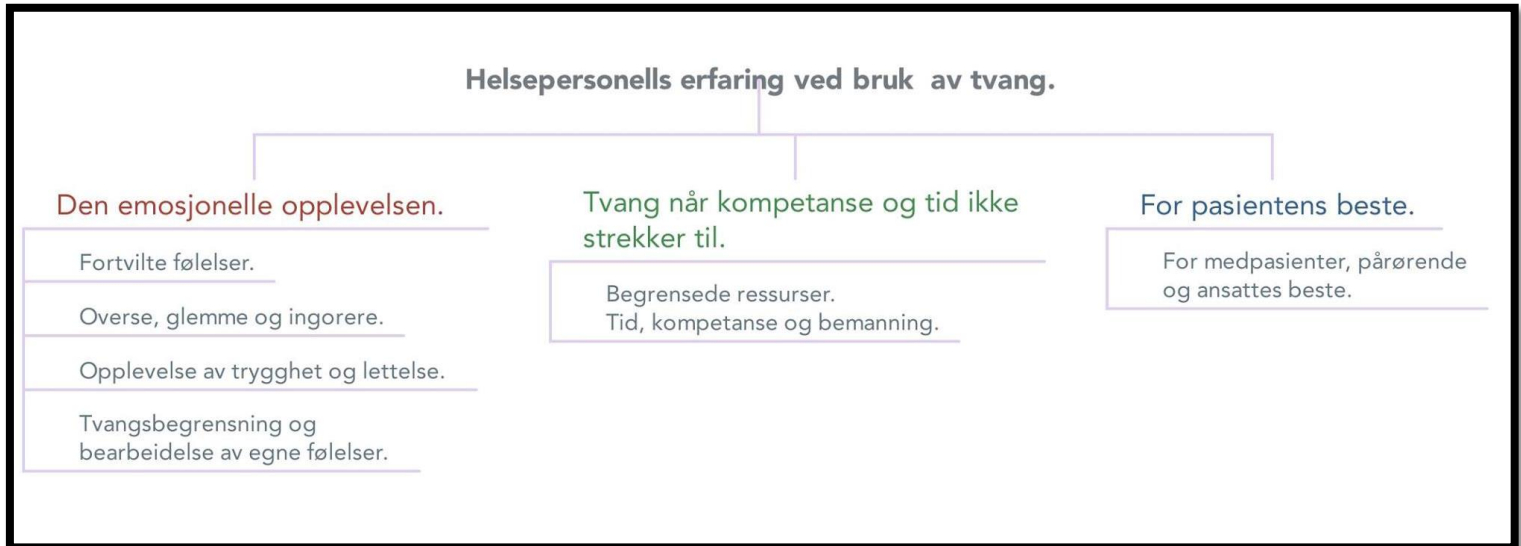 Helsepersonells erfaring ved bruk av tvang.
Den emosjonelle opplevelsen.
Fortvilte følelser.
Overse, glemme og ingorere.
Opplevelse av trygghet og lettelse.
Tvangsbegrensning og
bearbeidelse av egne følelser.
Tvang når kompetanse og tid ikke
strekker til.
Begrensede ressurser.
Tid, kompetanse og bemanning.
For pasientens beste.
For medpasienter, pårørende
og ansattes beste.